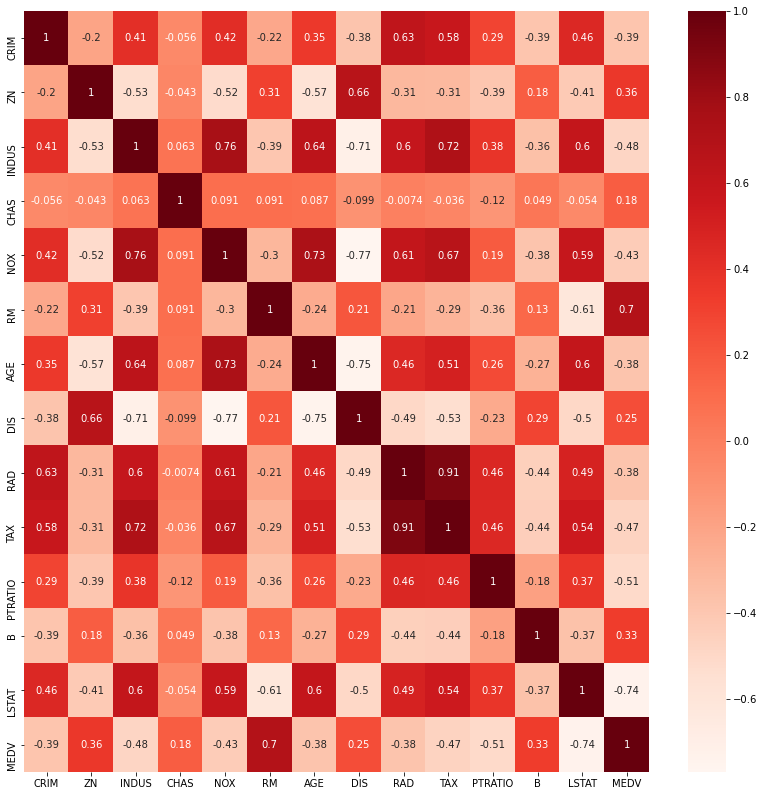 CRIM 1 -0.2 0.41 -0.056 0.42 -0.22 0.35 -0.38 0.63 0.58 0.29 -0.39 0.46 -0.39
ZN -0.2 1 -0.53 -0.043 -0.52 0.31 -0.57 0.66 -0.31 -0.31 -0.39 0.18 -0.41 0.36
INDUS 0.41 -0.53 1 0.063 0.76 -0.39 0.64 -0.71 0.6 0.72 0.38 -0.36 0.6 -0.48
CHAS -0.056 -0.043 0.063 1 0.091 0.091 0.087 -0.099 -0.0074 -0.036 -0.12 0.049 -0.054 0.18
NOX 0.42 -0.52 0.76 0.091 1 -0.3 0.73 -0.77 0.61 0.67 0.19 -0.38 0.59 -0.43
RM -0.22 0.31 -0.39 0.091 -0.3 1 -0.24 0.21 -0.21 -0.29 -0.36 0.13 -0.61 0.7
AGE 0.35 -0.57 0.64 0.087 0.73 -0.24 1 -0.75 0.46 0.51 0.26 -0.27 0.6 -0.38
DIS -0.38 0.66 -0.71 -0.099 -0.77 0.21 -0.75 1 -0.49 -0.53 -0.23 0.29 -0.5 0.25
RAD 0.63 -0.31 0.6 -0.0074 0.61 -0.21 0.46 -0.49 1 0.91 0.46 -0.44 0.49 -0.38
TAX 0.58 -0.31 0.72 -0.036 0.67 -0.29 0.51 -0.53 0.91 1 0.46 -0.44 0.54 -0.47
PTRATIO 0.29 -0.39 0.38 -0.12 0.19 -0.36 0.26 -0.23 0.46 0.46 1 -0.18 0.37 -0.51
B -0.39 0.18 -0.36 0.049 -0.38 0.13 -0.27 0.29 -0.44 -0.44 -0.18 1 -0.37 0.33
LSTAT 0.46 -0.41 0.6 -0.054 0.59 -0.61 0.6 -0.5 0.49 0.54 0.37 -0.37 1 -0.74
MEDV -0.39 0.36 -0.48 0.18 -0.43 0.7 -0.38 0.25 -0.38 -0.47 -0.51 0.33 -0.74 1
CRIM ZN INDUS CHAS NOX RM AGE DIS RAD TAX PTRATIO B LSTAT MEDV
1.0
0.8
0.6
0.4
0.2
0.0
−0.2
−0.4
−0.6